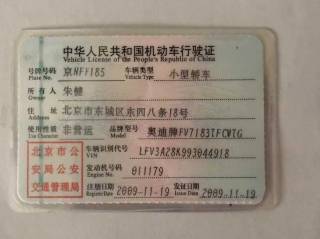 中华人民共和国机动车行驶证
Vehicle License of the People's Republic of China
号牌号码 京NFF185 车辆类型 小型轿车
Plate No. Vehicle Type
所有人 朱健
Owner
住址 北京市东城区东四八条18号
Address
使用性质 非营运 品牌型号 奥迪牌FV7183TFCWTG
Use Character Model
北京市公 车辆识别代号 LFV3AZ8K993044918
VIN
安局公安 发动机号码 011179
Engine No.
交通管理局 注册日期 2009-11-19 发证日期 2009-11-19
Register Date Issue Date